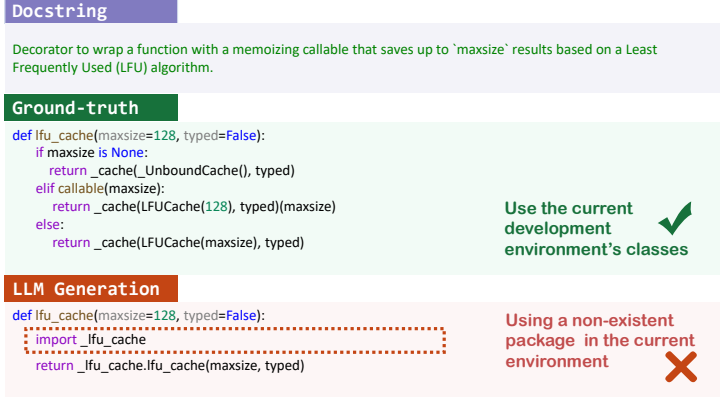 Docstring
Decorator to wrap a function with a memoizing callable that saves up to `maxsize` results based on a Least
Frequently Used (LFU) algorithm.
Ground-truth
def lfu_cache(maxsize=128, typed=False):
if maxsize is None:
return _cache(_UnboundCache(), typed)
elif callable(maxsize):
return _cache(LFUCache(128), typed)(maxsize)
else:
return _cache(LFUCache(maxsize), typed)
Use the current
development
environment's classes
LLM Generation
def lfu_cache(maxsize=128, typed=False):
import _lfu_cache
return _lfu_cache.lfu_cache(maxsize, typed)
Using a non-existent
package in the current
environment